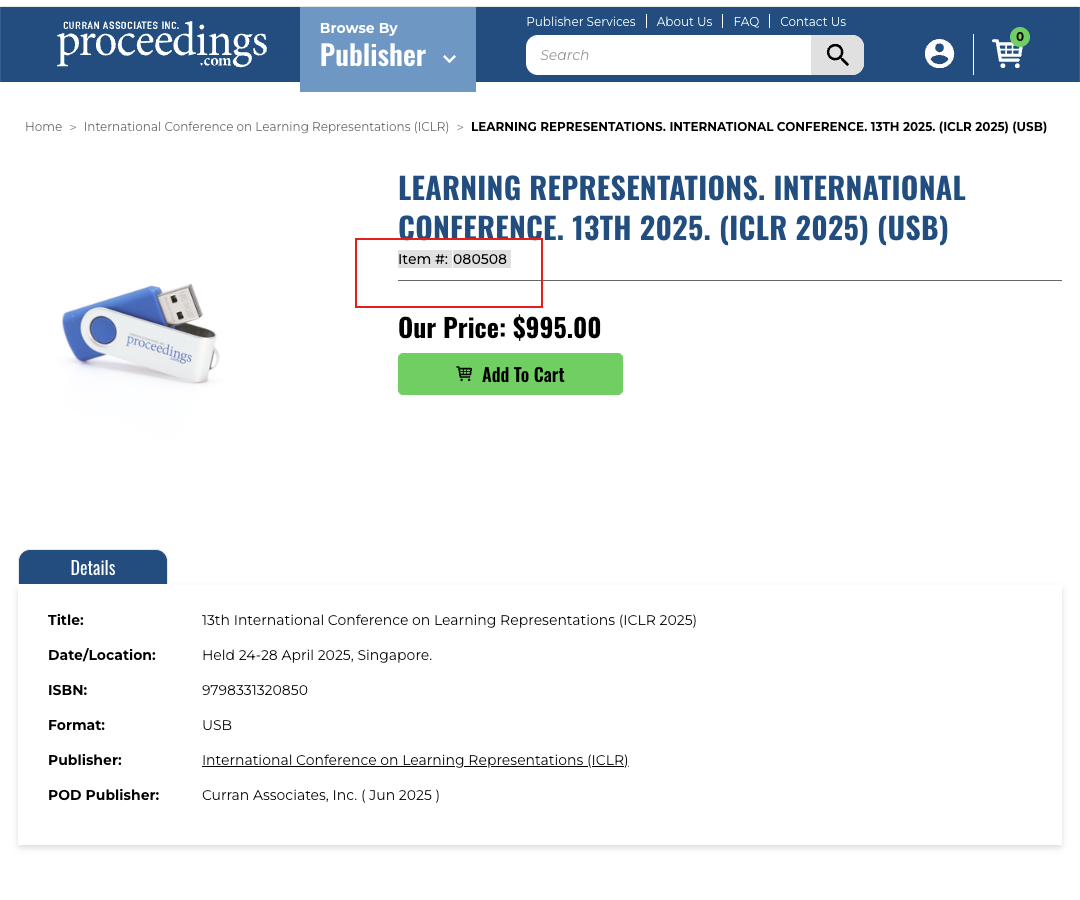 CURRAN ASSOCIATES INC.
proceedings
.com
Browse By
Publisher
Publisher Services | About Us | FAQ | Contact Us
Search
0
Home > International Conference on Learning Representations (ICLR) > LEARNING REPRESENTATIONS. INTERNATIONAL CONFERENCE. 13TH 2025. (ICLR 2025) (USB)
LEARNING REPRESENTATIONS. INTERNATIONAL
CONFERENCE. 13TH 2025. (ICLR 2025) (USB)
Item #: 080508
proceedings
Our Price: $995.00
Add To Cart
Details
Title: 13th International Conference on Learning Representations (ICLR 2025)
Date/Location: Held 24-28 April 2025, Singapore.
ISBN: 9798331320850
Format: USB
Publisher: International Conference on Learning Representations (ICLR)
POD Publisher: Curran Associates, Inc. ( Jun 2025 )